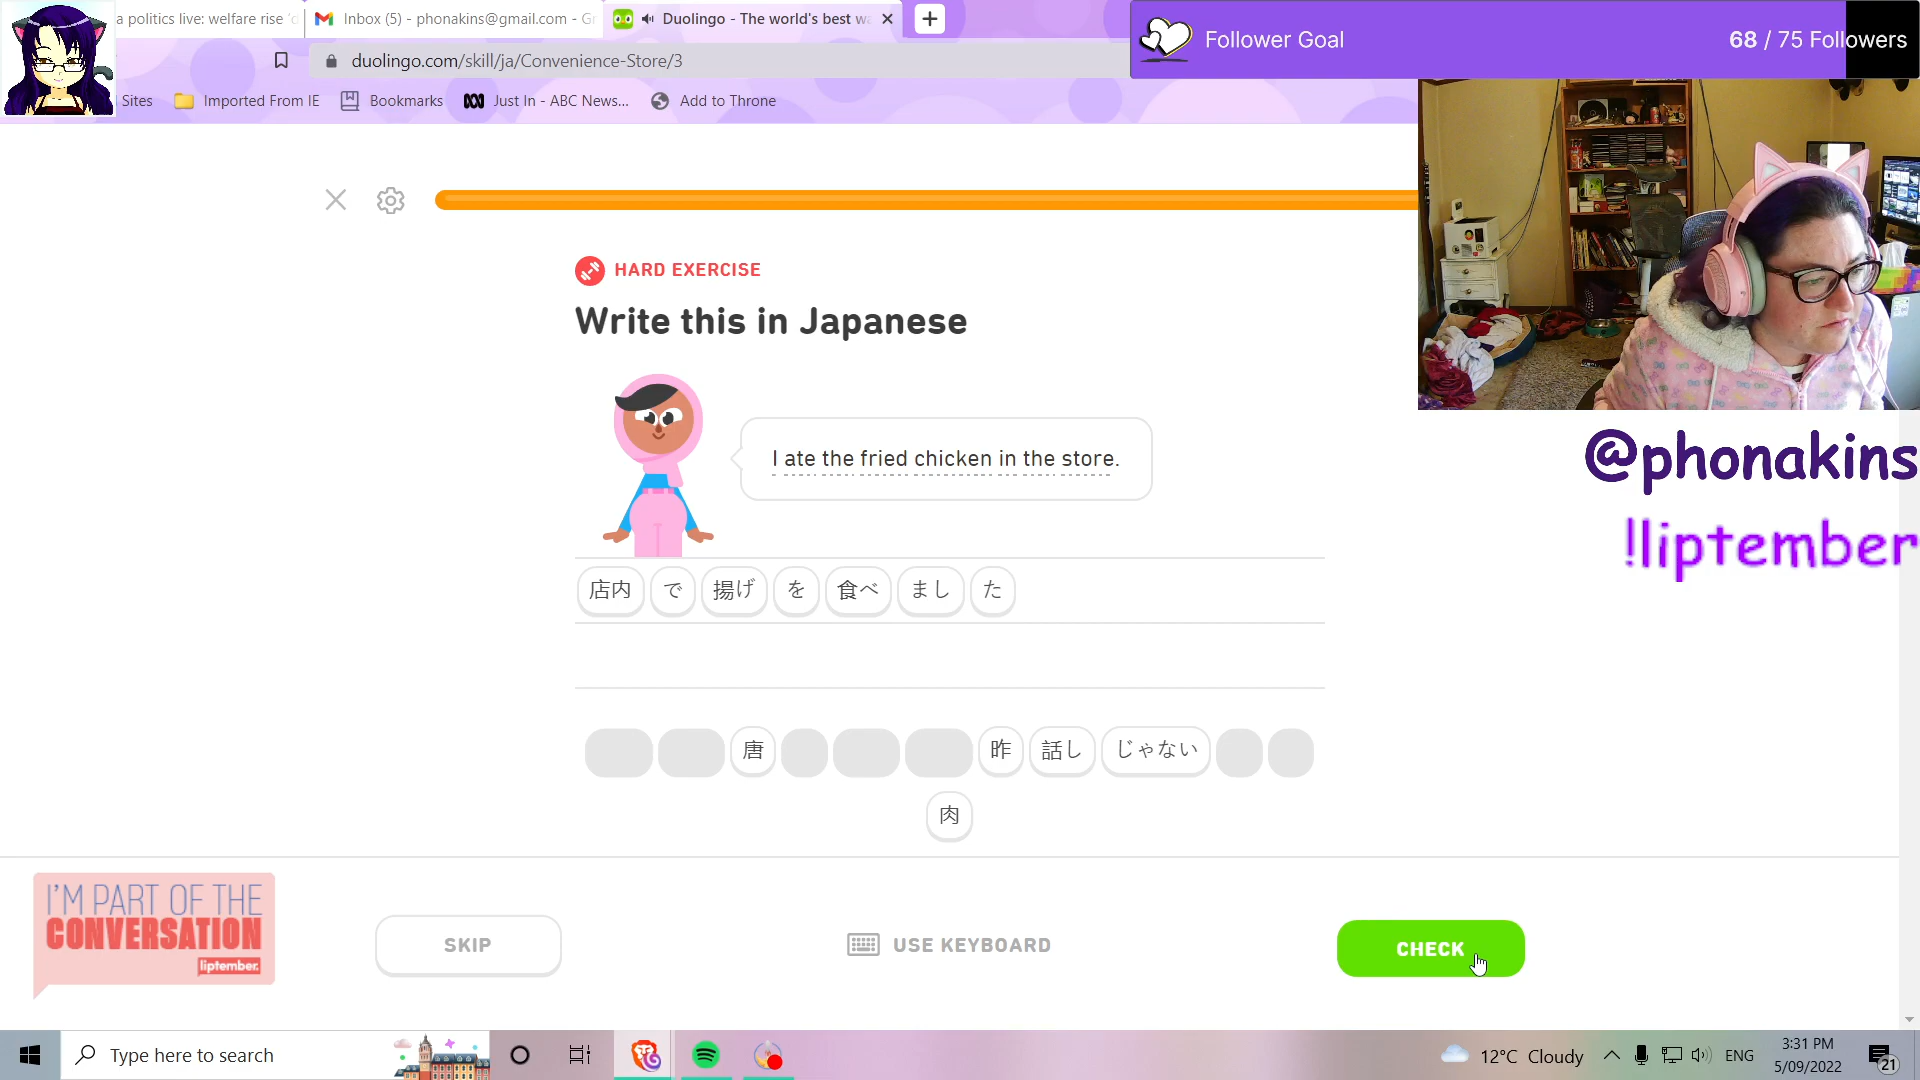 a politics live: welfare rise 'd
Inbox (5) - phonakins@gmail.com - Gr
Duolingo - The world's best wa
Follower Goal
68 / 75 Followers
duolingo.com/skill/ja/Convenience-Store/3
Sites
Imported From IE
Bookmarks
Just In - ABC News...
Add to Throne
HARD EXERCISE
Write this in Japanese
I ate the fried chicken in the store.
@phonakins
!liptember
店内 で 揚げ を 食べ まし た
唐 昨 話し じゃない
肉
I'M PART OF THE
CONVERSATION
liptember.
SKIP
USE KEYBOARD
CHECK
Type here to search
12°C Cloudy
ENG
3:31 PM
5/09/2022
21